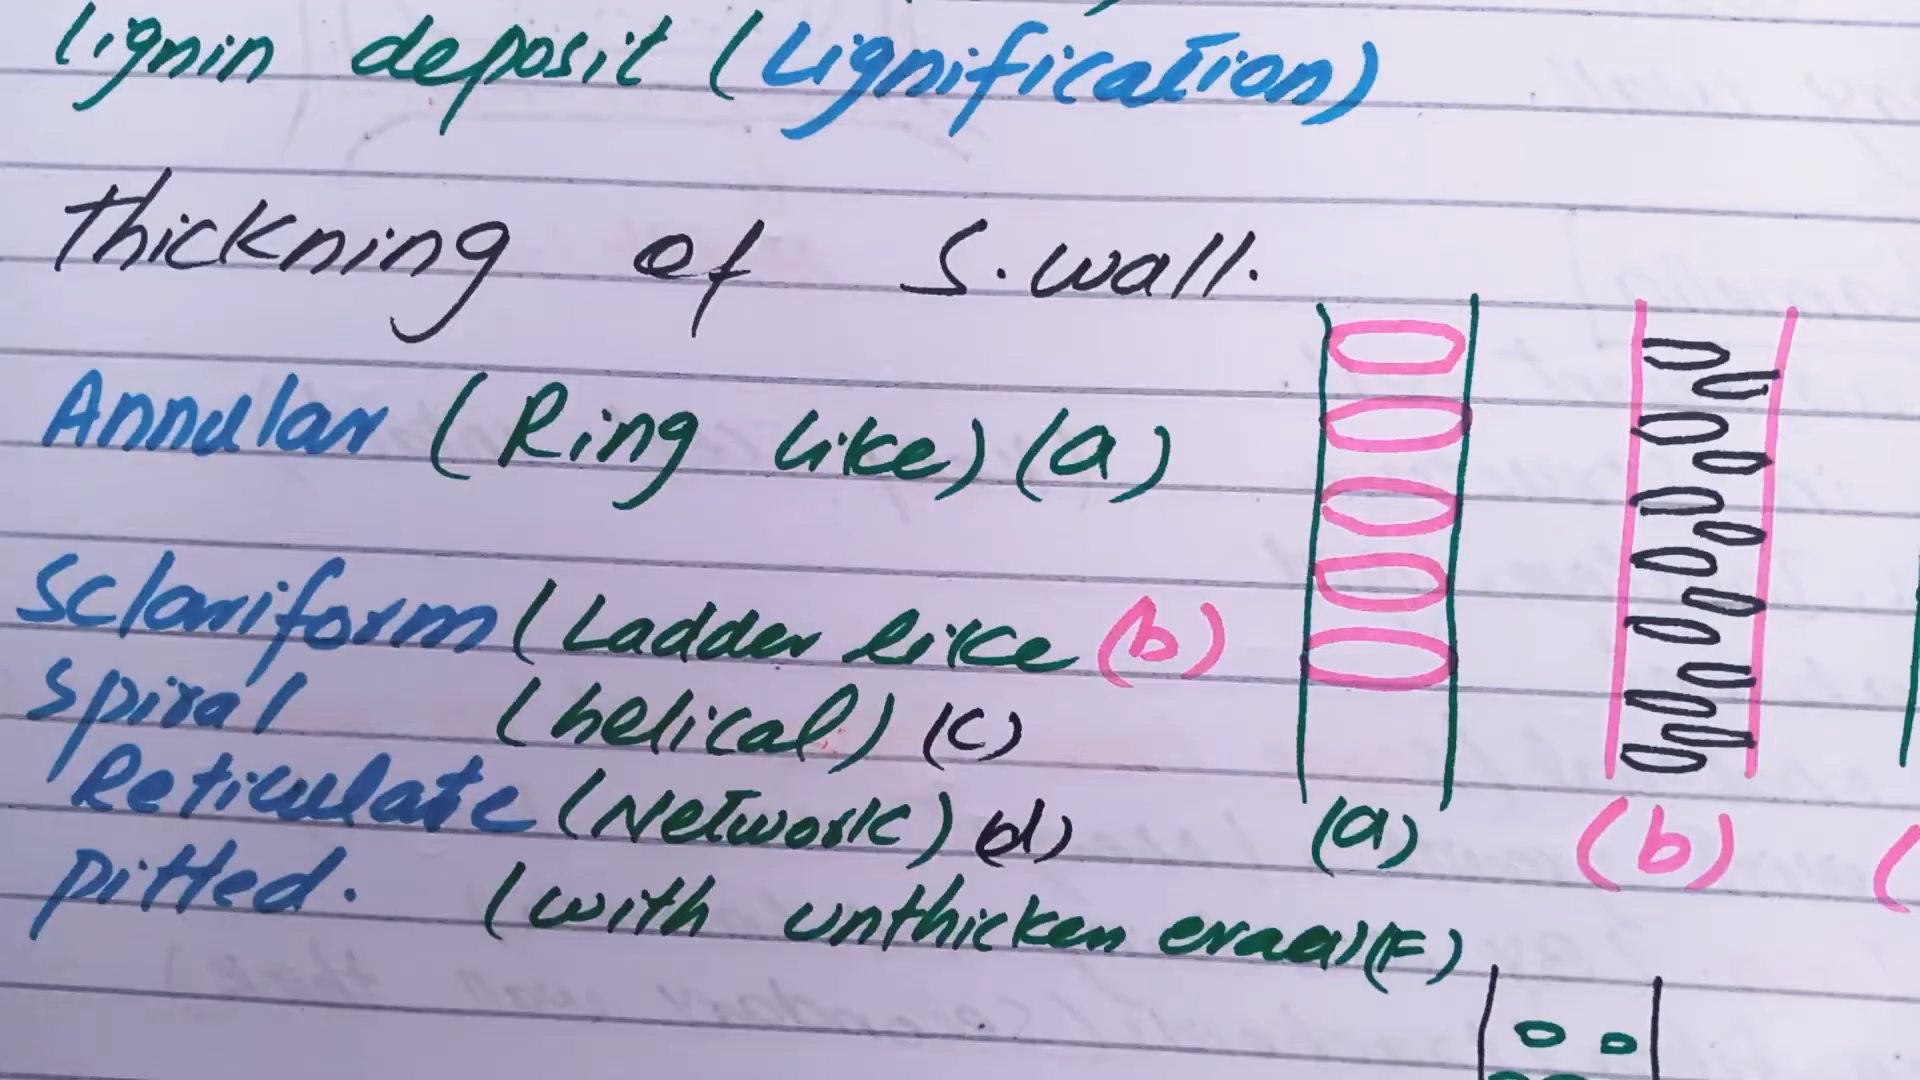 lignin deposit (Lignification)
Thickning of S. wall.
Annular (Ring like) (a)
Sclariform (Ladder like (b)
Spiral (helical) (c)
Reticulate (Network) (d)
pitted. (with unthicken (F)
(a) (b)